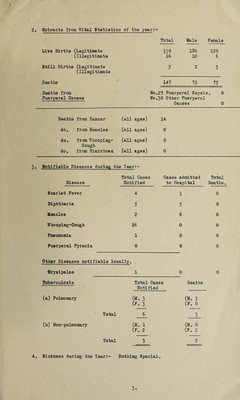 2. Extracts from Vital Statistics of the year:-
Total Male Female
Live Births (Legitimate 330 180 150
(Illegitimate 16 10 6
Still Births (Legitimate 5 2 3
(Illegitimate
Deaths 147 75 75
Deaths from No.29 Puerperal Sepsis. 0
Puerperal Causes No.30 Other Puerperal
Causes 0
Deaths from Cancer (all ages) 14
do. from Measles (all ages) 0
do. from Whooping- (all ages) 0
Cough
do. from Diarrhoea (all ages) 0
3. Notifiable Diseases during the Year:-
Total Cases Cases admitted Total
Disease Notified to Hospital Deaths.
Scarlet Fever 4 3 0
Diphtheria 5 5 0
Measles 2 0 0
Whooping-Cough 26 0 0
Pneumonia 1 0 0
Puerperal Pyrexia 0 0 0
Other Diseases notifiable locally.
Erysipelas 1 0 0
Tuberculosis Total Cases Deaths
Notified
(a) Pulmonary (M. 3 (M. 3
(F. 3 (F. 0
Total 6 3
(b) Non-pulmonary (M. 1 (M. 0
(F. 2 (F. 2
Total 3 2
4. Sickness during the Year:- Nothing Special.
3.